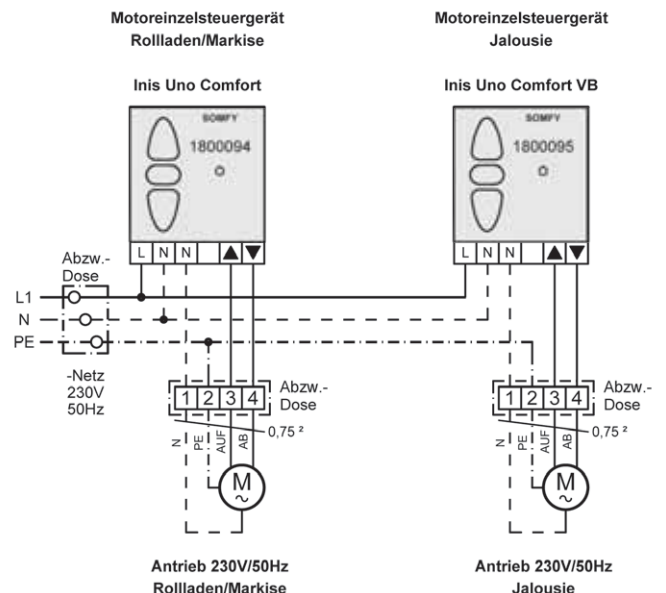 Motoreinzelsteuergerät
Rollladen/Markise
Inis Uno Comfort
SOMFY
1800094
L N N ▲ ▼
Motoreinzelsteuergerät
Jalousie
Inis Uno Comfort VB
SOMFY
1800095
L N N ▲ ▼
Abzw.-
Dose
L1
N
PE
-Netz
230V
50Hz
1 2 3 4
Abzw.-
Dose
0,75 ²
N PE AUF AB
M
~
Antrieb 230V/50Hz
Rollladen/Markise
1 2 3 4
Abzw.-
Dose
0,75 ²
N PE AUF AB
M
~
Antrieb 230V/50Hz
Jalousie